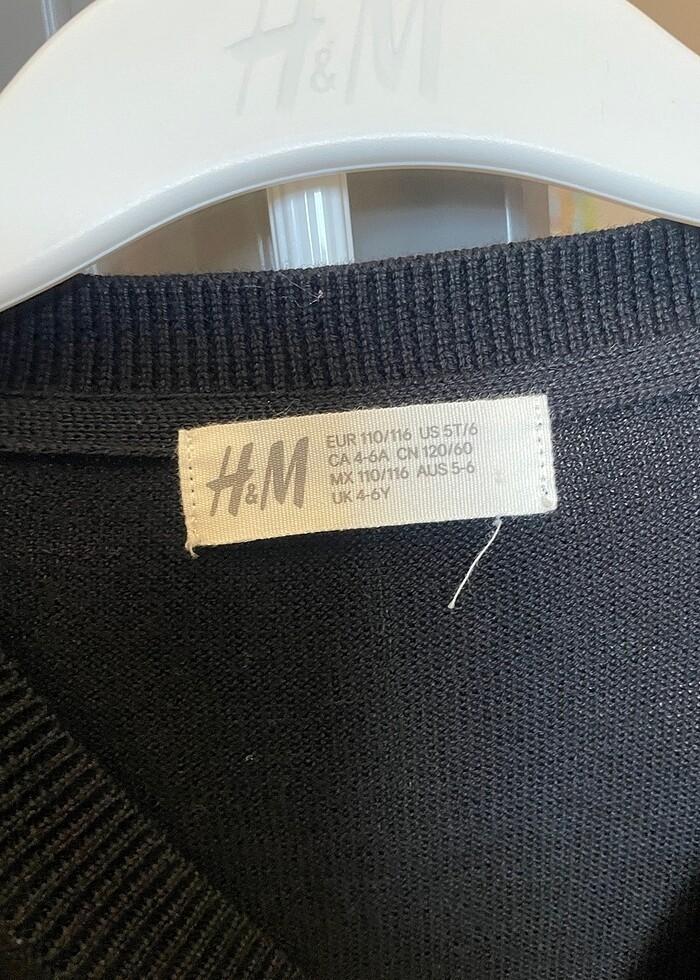 H&M
H&M
EUR 110/116 US 5T/6
CA 4-6A CN 120/60
MX 110/116 AUS 5-6
UK 4-6Y